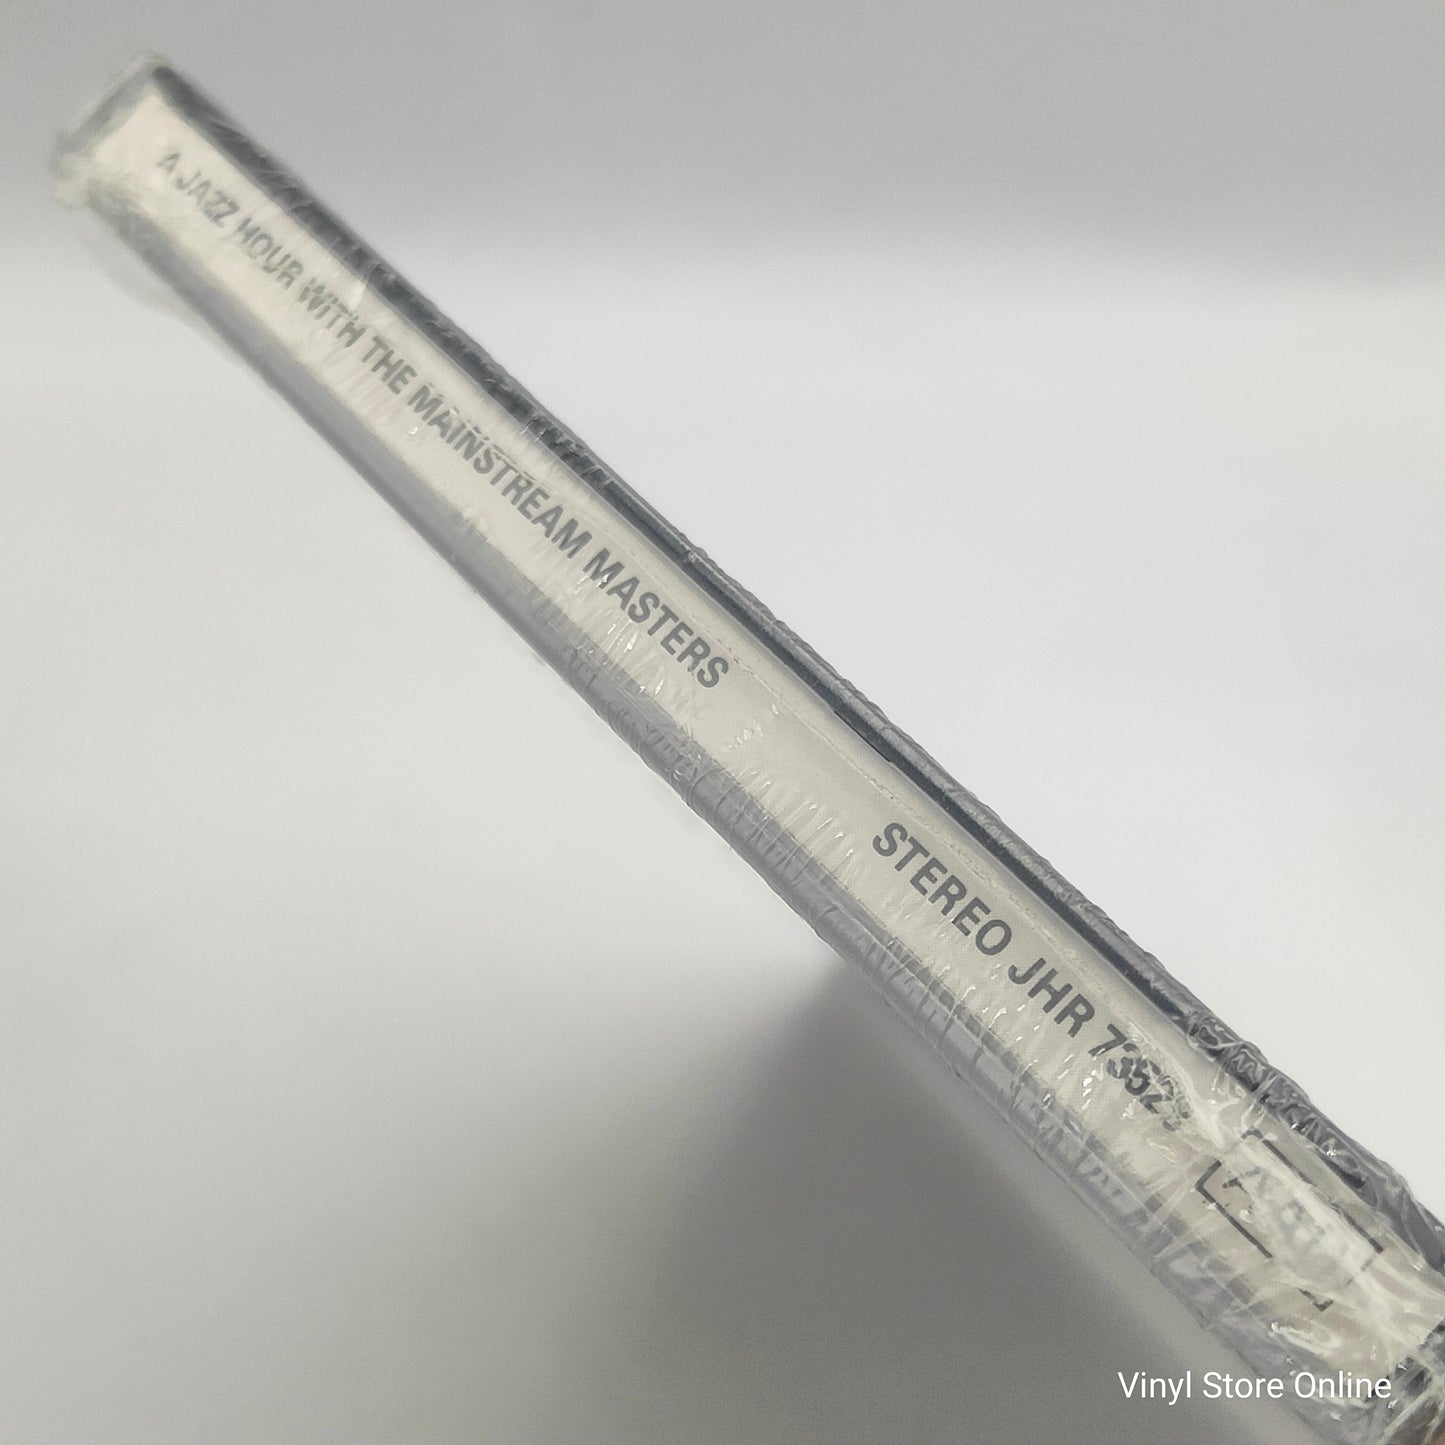 A JAZZ HOUR WITH THE MAINSTREAM MASTERS
STEREO JHR
Vinyl Store Online